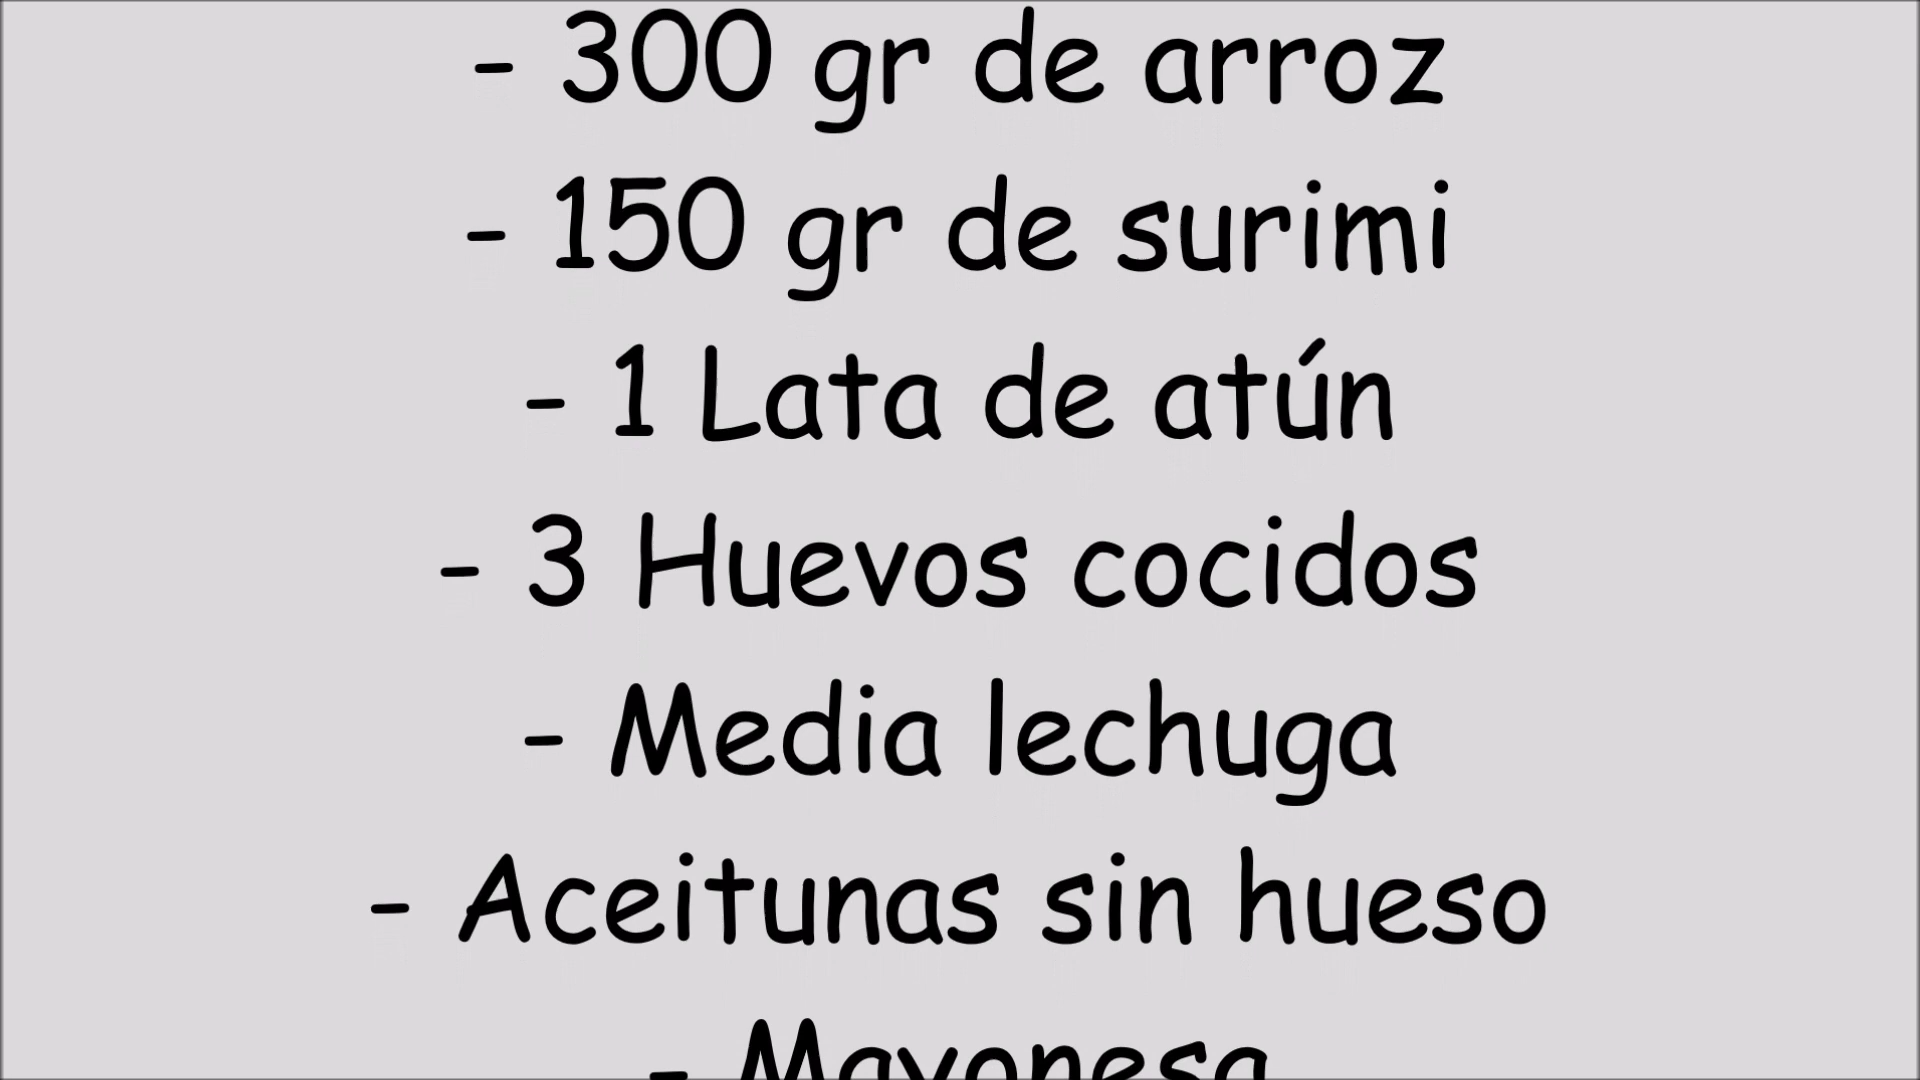 - 300 gr de arroz
- 150 gr de surimi
- 1 Lata de atún
- 3 Huevos cocidos
- Media lechuga
- Aceitunas sin hueso
- Mayonesa